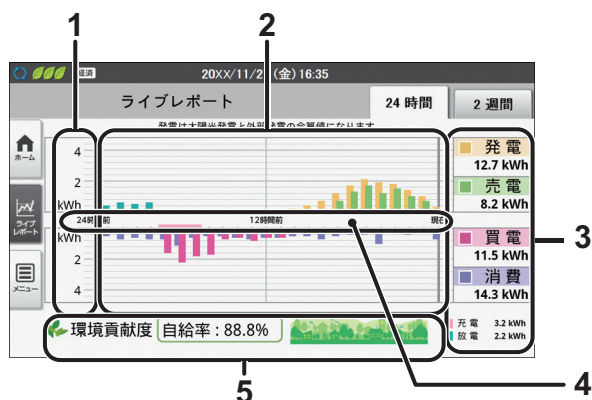 1
2
経済
20XX/11/2 (金) 16:35
ライブレポート
24 時間
2 週間
発電は太陽光発電と外部発電の合算値になります
ホーム
ライブ
レポート
メニュー
4
2
kWh
24時間前
12時間前
現在
kWh
2
4
発電
12.7 kWh
売電
8.2 kWh
買電
11.5 kWh
消費
14.3 kWh
充電 3.2 kWh
放電 2.2 kWh
3
環境貢献度
自給率 : 88.8%
4
5